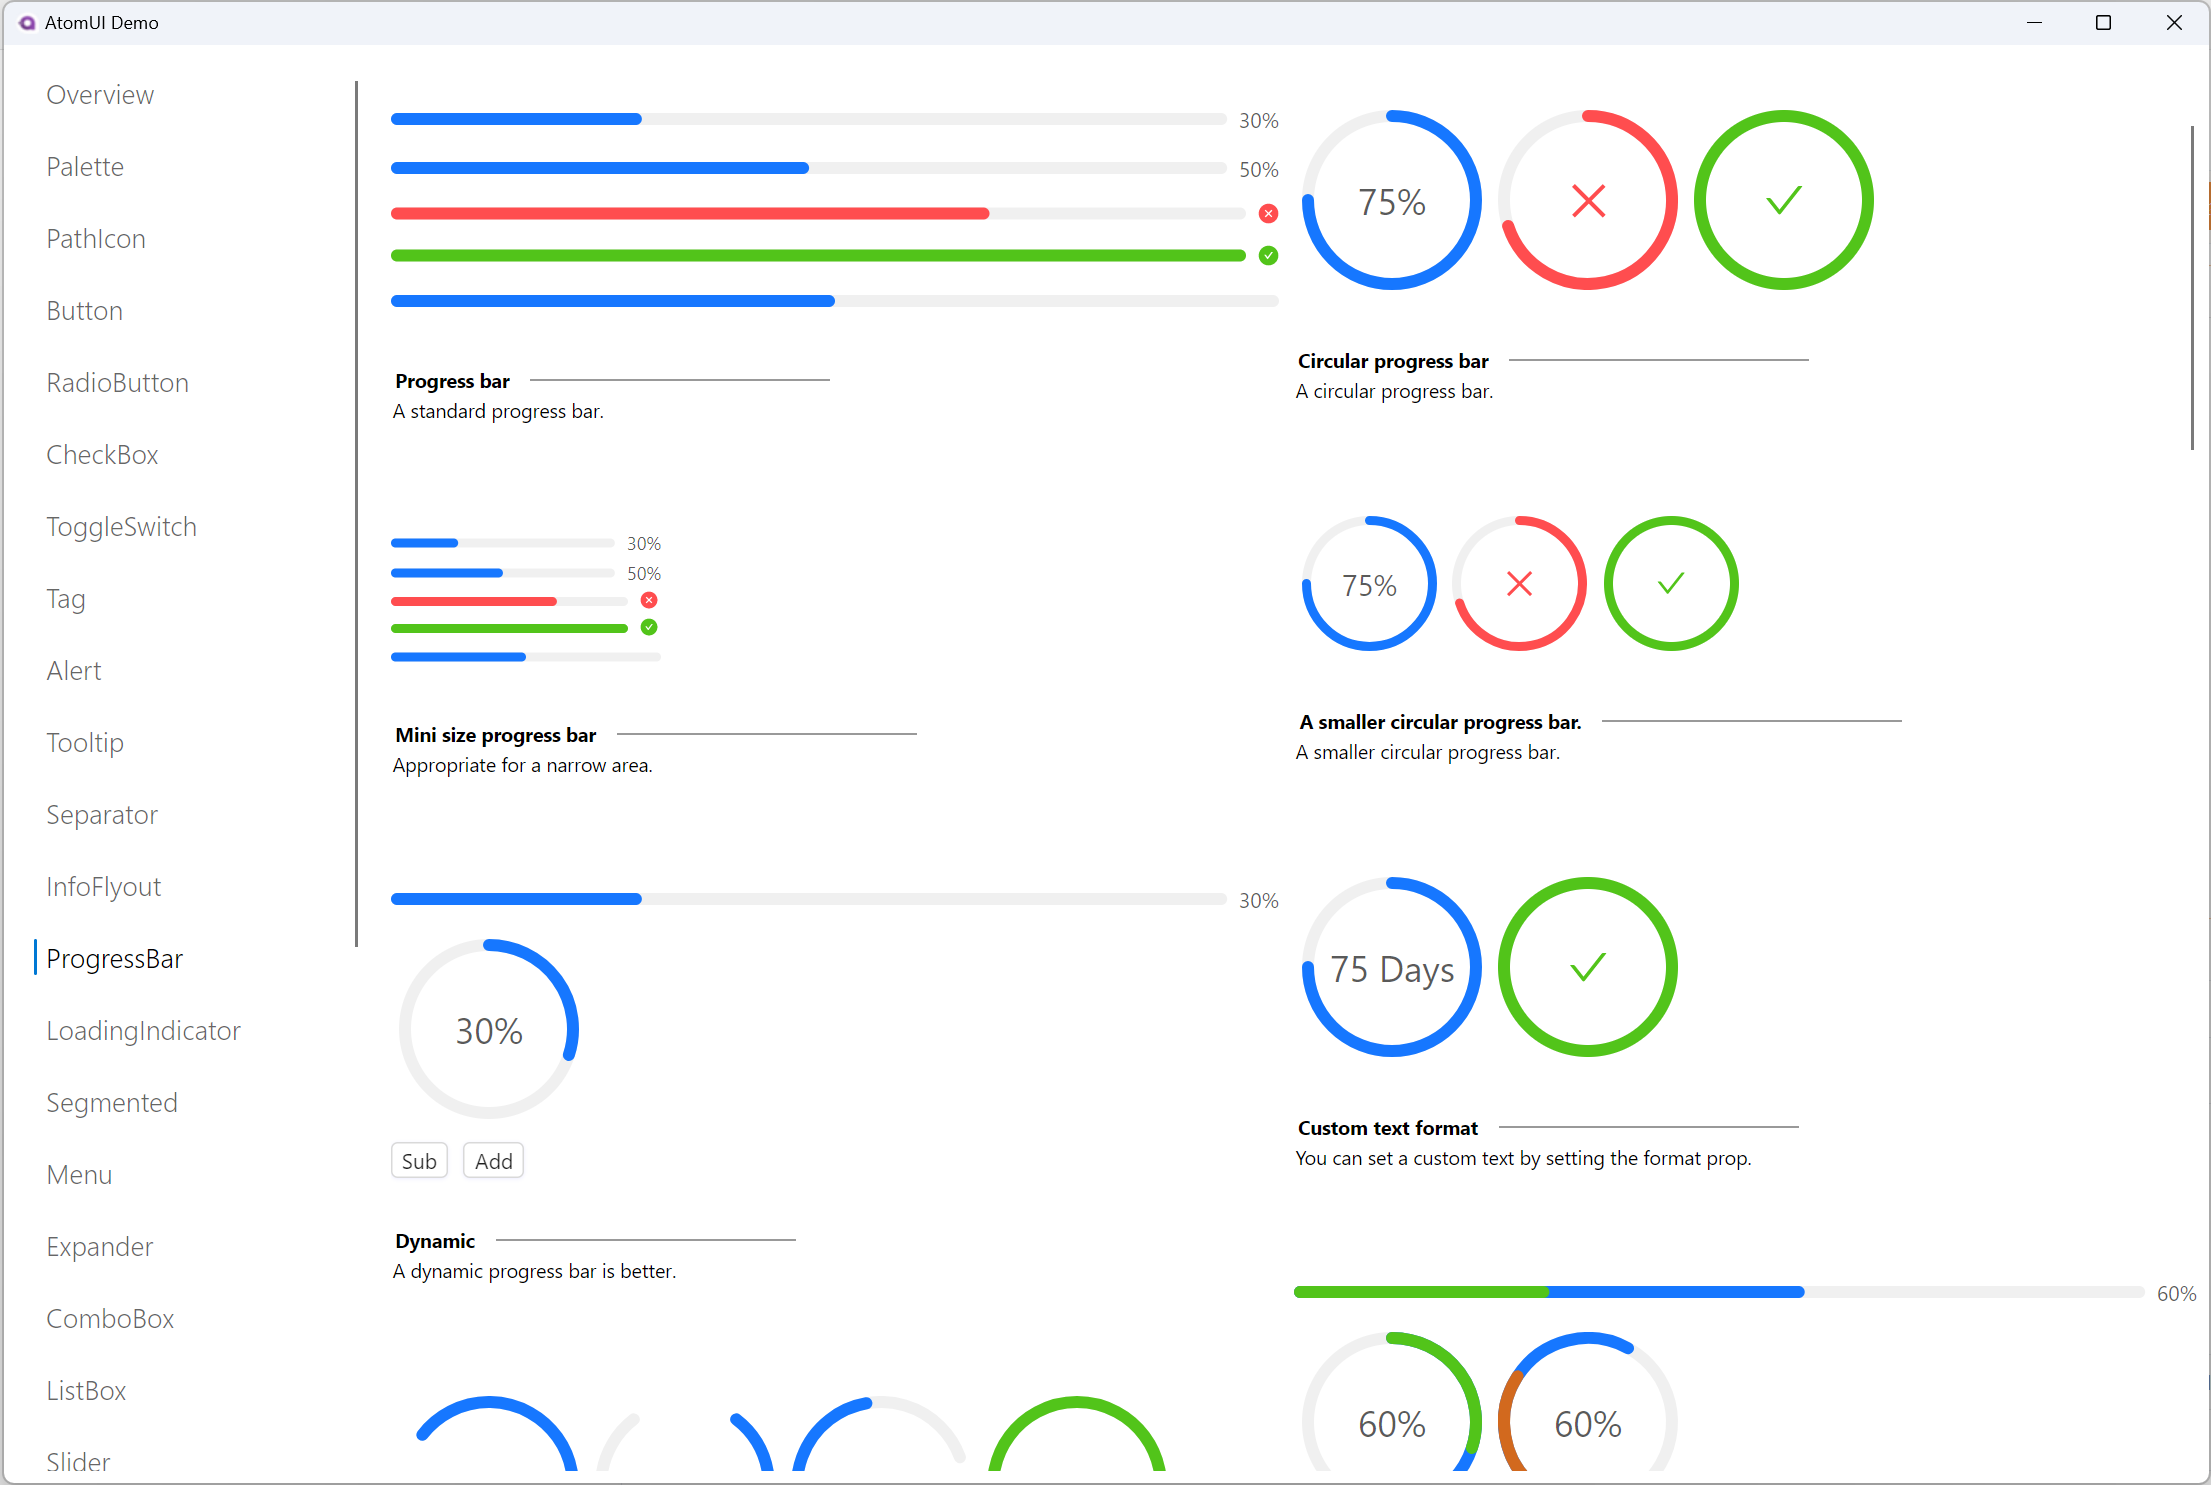 AtomUI Demo
Overview
Palette
PathIcon
Button
RadioButton
CheckBox
ToggleSwitch
Tag
Alert
Tooltip
Separator
InfoFlyout
ProgressBar
LoadingIndicator
Segmented
Menu
Expander
ComboBox
ListBox
Slider
30%
50%
Progress bar
A standard progress bar.
30%
50%
Mini size progress bar
Appropriate for a narrow area.
30%
30%
Sub Add
Dynamic
A dynamic progress bar is better.
75%
Circular progress bar
A circular progress bar.
75%
A smaller circular progress bar.
A smaller circular progress bar.
75 Days
Custom text format
You can set a custom text by setting the format prop.
60%
60% 60%